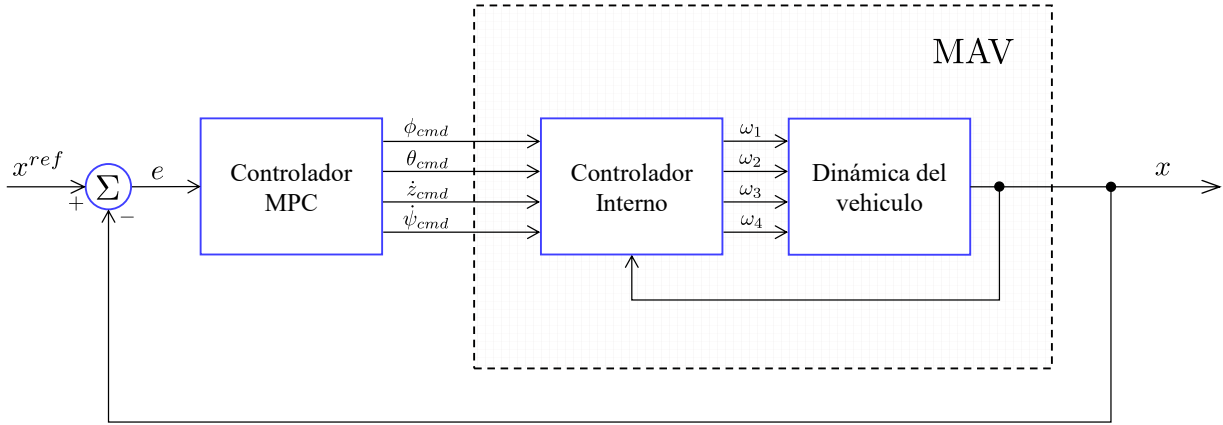 MAV
x^{ref}
+
Σ
−
e
Controlador
MPC
ϕ_{cmd}
θ_{cmd}
ż_{cmd}
ψ̇_{cmd}
Controlador
Interno
ω_1
ω_2
ω_3
ω_4
Dinámica del
vehiculo
x